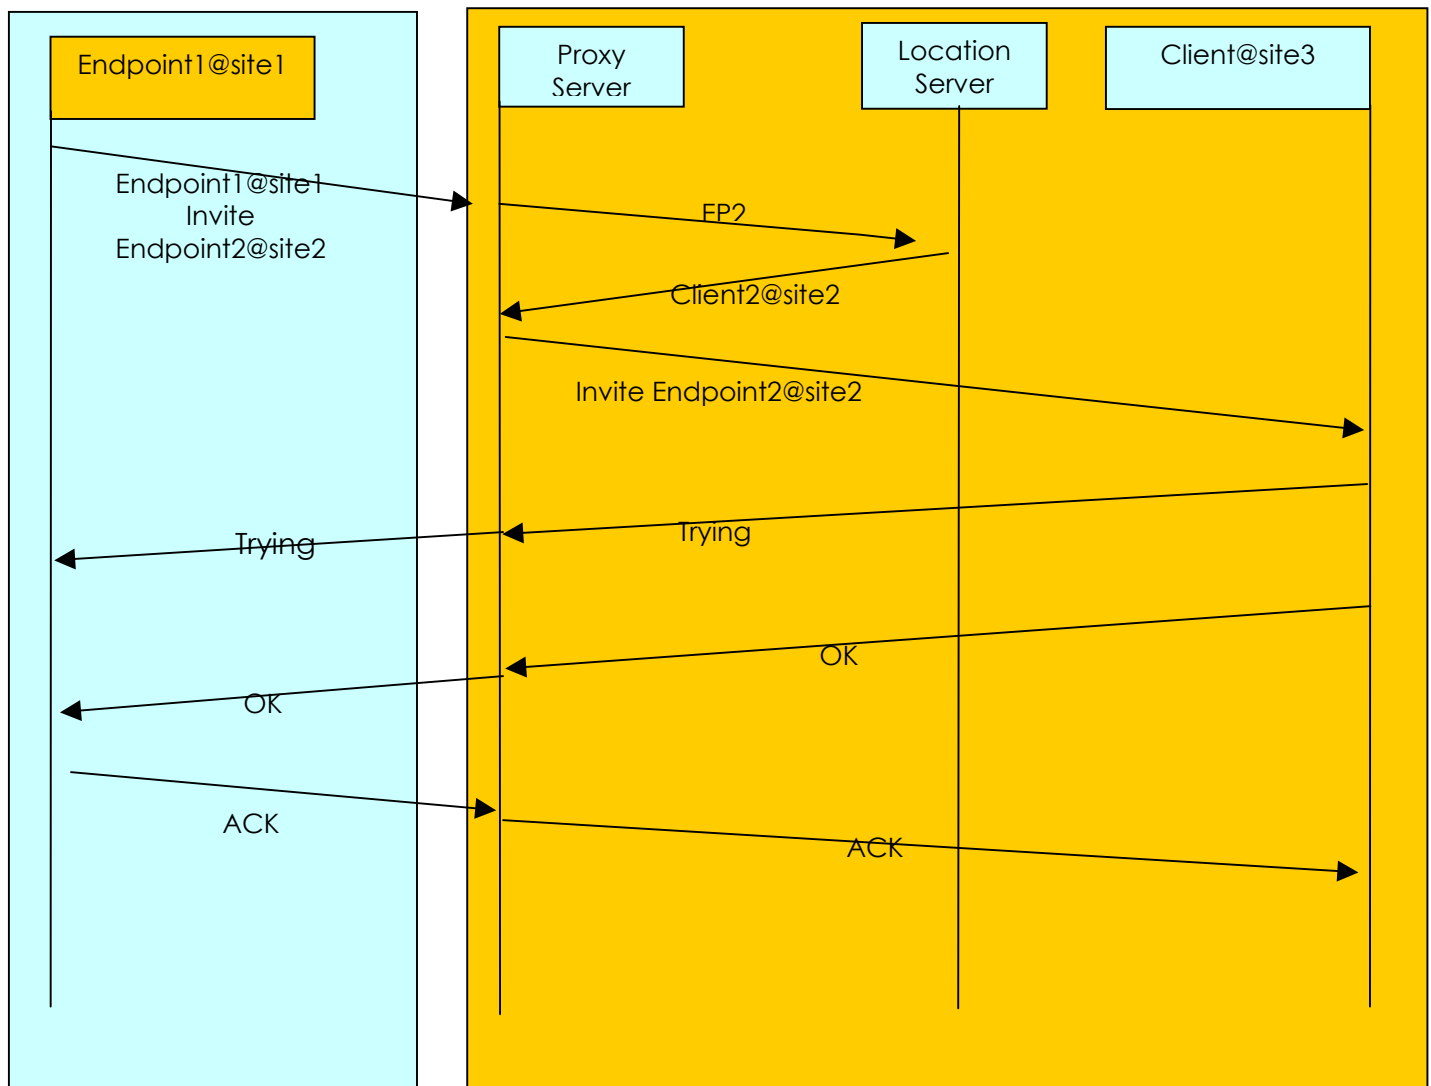 Endpoint1@site1
Proxy
Server
Location
Server
Client@site3
Endpoint1@site1
Invite
Endpoint2@site2
EP2
Client2@site2
Invite Endpoint2@site2
Trying
Trying
OK
OK
ACK
ACK